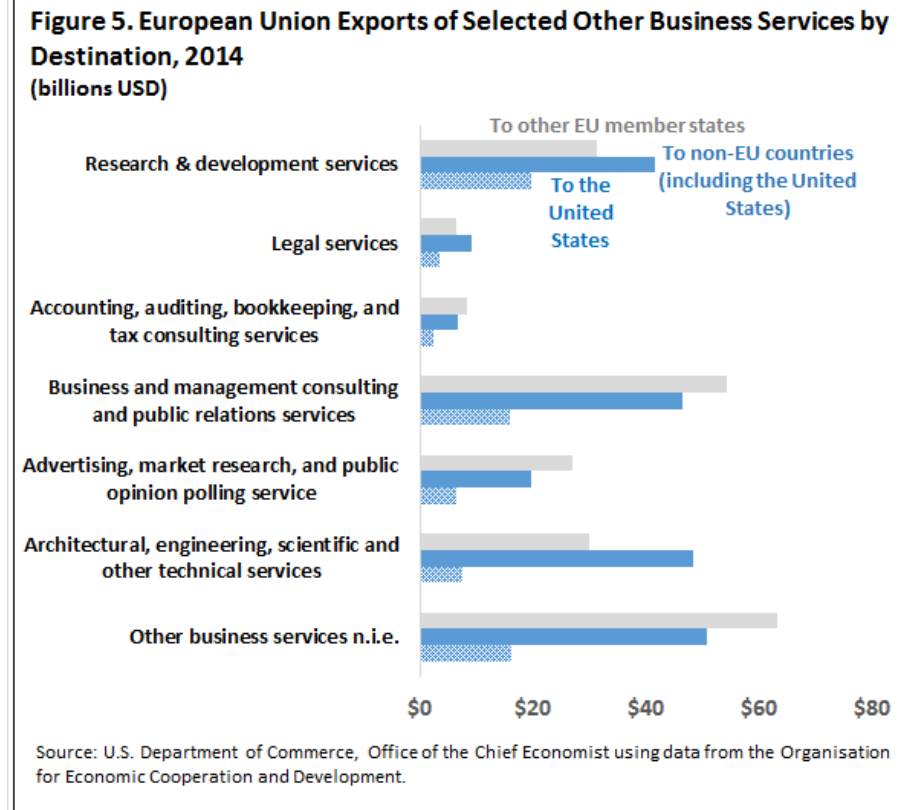 Figure 5. European Union Exports of Selected Other Business Services by
Destination, 2014
(billions USD)
To other EU member states
Research & development services
To non-EU countries
(including the United
States)
To the
United
States
Legal services
Accounting, auditing, bookkeeping, and
tax consulting services
Business and management consulting
and public relations services
Advertising, market research, and public
opinion polling service
Architectural, engineering, scientific and
other technical services
Other business services n.i.e.
$0 $20 $40 $60 $80
Source: U.S. Department of Commerce, Office of the Chief Economist using data from the Organisation
for Economic Cooperation and Development.